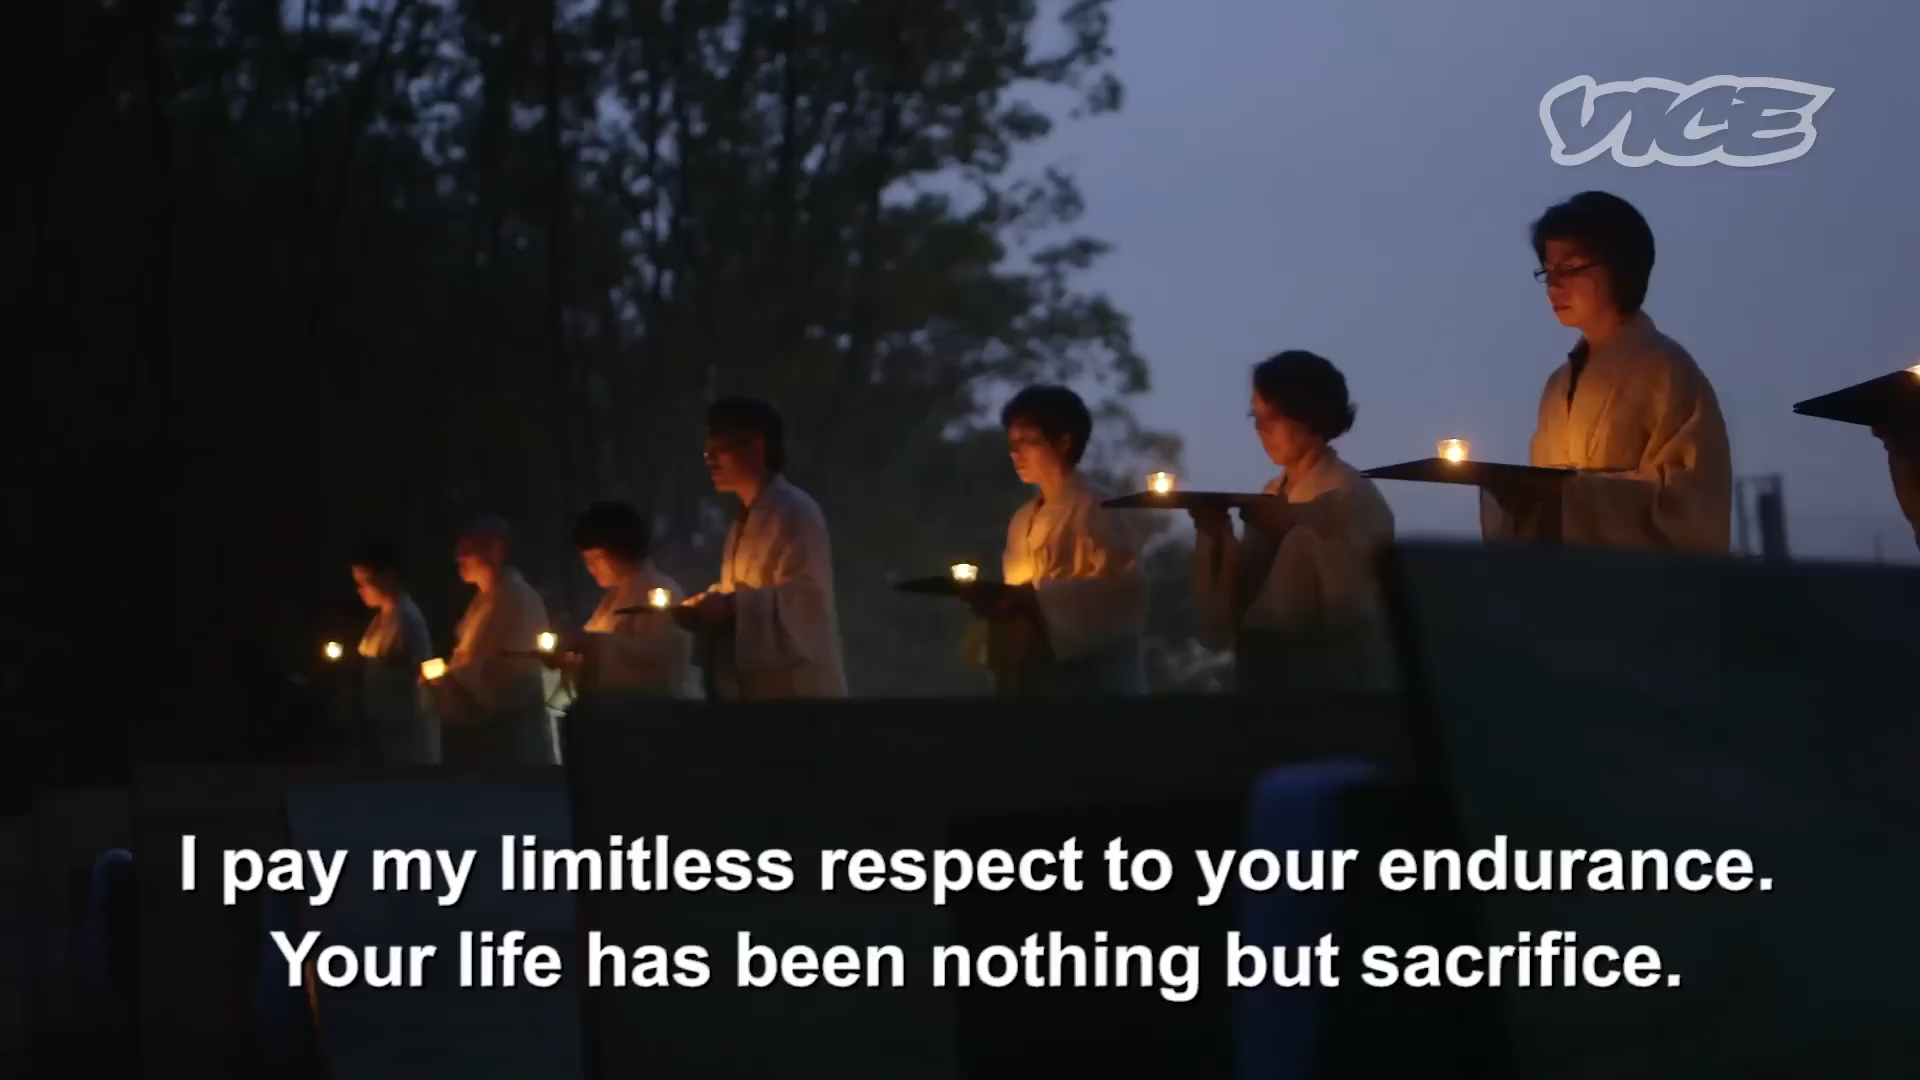 VICE
I pay my limitless respect to your endurance.
Your life has been nothing but sacrifice.